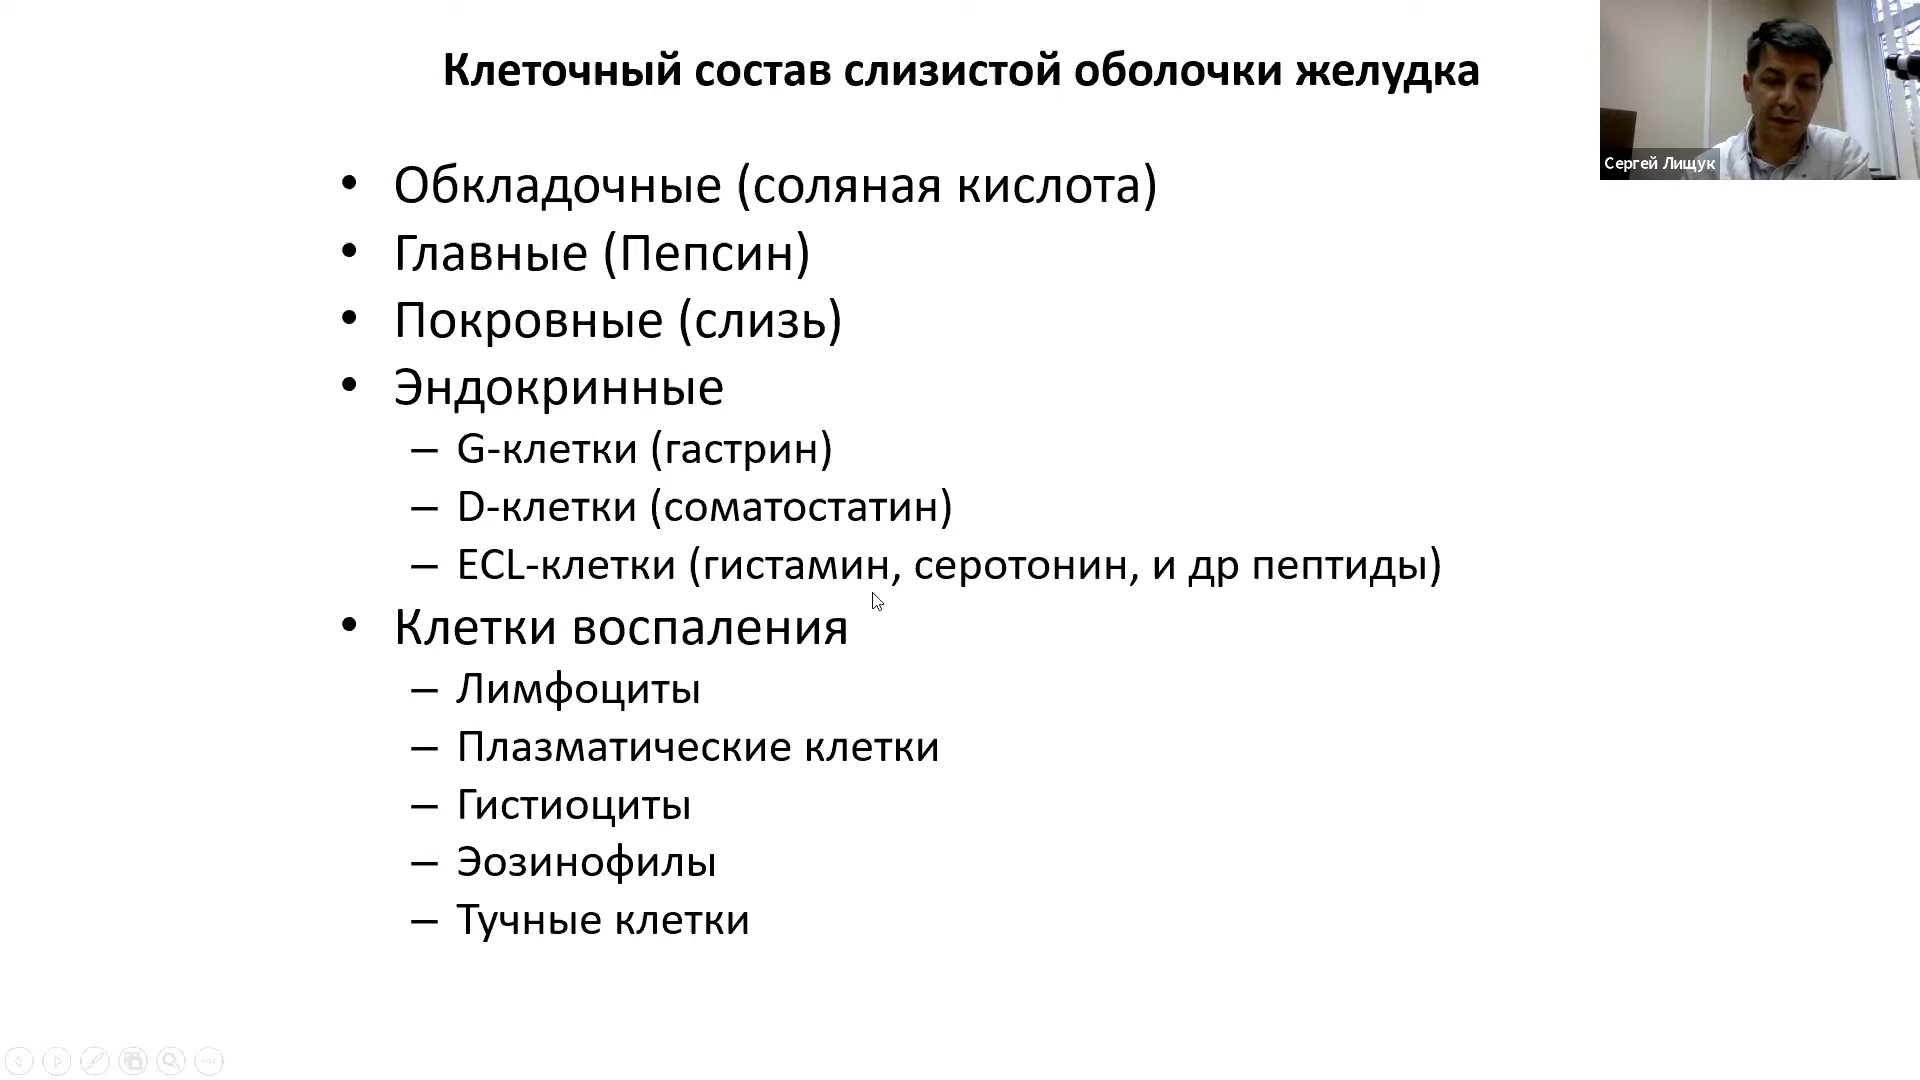 Клеточный состав слизистой оболочки желудка
Сергей Лищук
• Обкладочные (соляная кислота)
• Главные (Пепсин)
• Покровные (слизь)
• Эндокринные
– G-клетки (гастрин)
– D-клетки (соматостатин)
– ECL-клетки (гистамин, серотонин, и др пептиды)
• Клетки воспаления
– Лимфоциты
– Плазматические клетки
– Гистиоциты
– Эозинофилы
– Тучные клетки